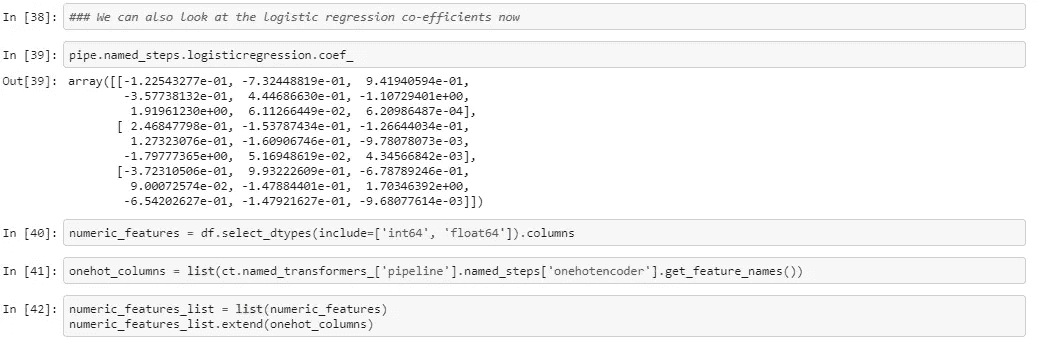 In [38]: ### We can also look at the logistic regression co-efficients now
In [39]: pipe.named_steps.logisticregression.coef_
Out[39]: array([[-1.22543277e-01, -7.32448819e-01, 9.41940594e-01,
-3.57738132e-01, 4.44686630e-01, -1.10729401e+00,
1.91961230e+00, 6.11266449e-02, 6.20986487e-04],
[ 2.46847798e-01, -1.53787434e-01, -1.26644034e-01,
1.27323076e-01, -1.60906746e-01, -9.78078073e-03,
-1.79777365e+00, 5.16948619e-02, 4.34566842e-03],
[-3.72310506e-01, 9.93222609e-01, -6.78789246e-01,
9.00072574e-02, -1.47884401e-01, 1.70346392e+00,
-6.54202627e-01, -1.47921627e-01, -9.68077614e-03]])
In [40]: numeric_features = df.select_dtypes(include=['int64', 'float64']).columns
In [41]: onehot_columns = list(ct.named_transformers_['pipeline'].named_steps['onehotencoder'].get_feature_names())
In [42]: numeric_features_list = list(numeric_features)
numeric_features_list.extend(onehot_columns)